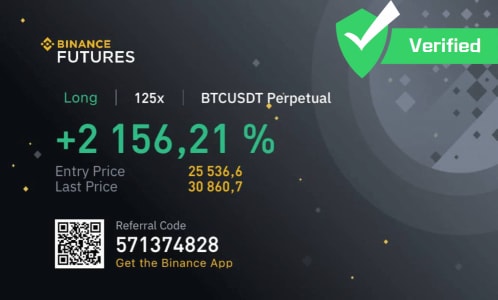 BINANCE
FUTURES
Verified
Long | 125x | BTCUSDT Perpetual
+2 156,21 %
Entry Price 25 536,6
Last Price 30 860,7
Referral Code
571374828
Get the Binance App